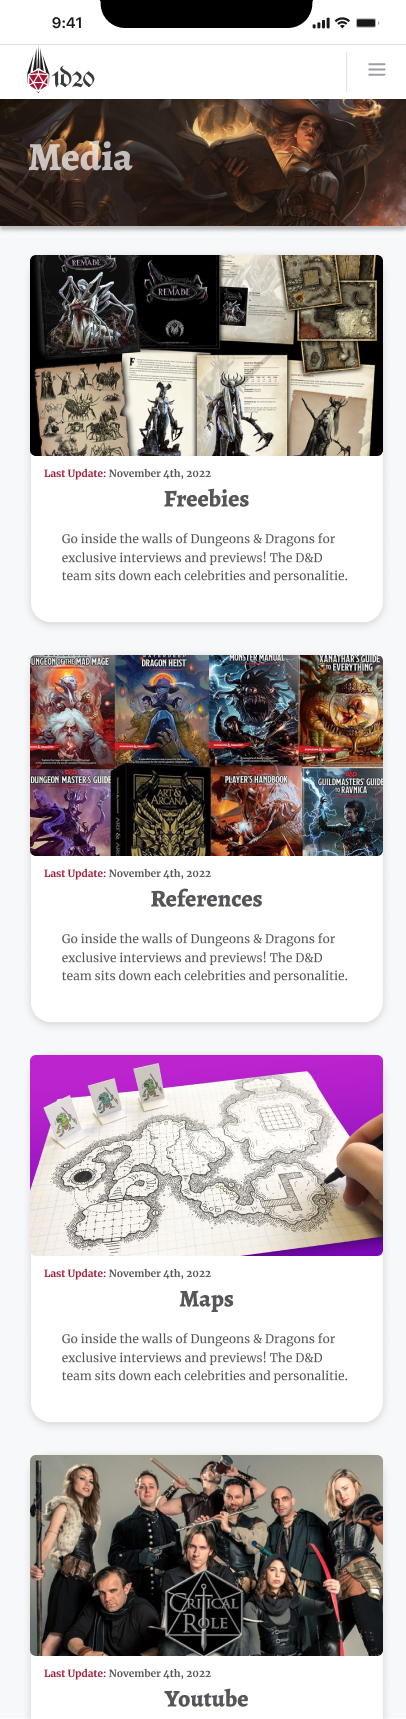 9:41
1D20
Media
REMADE
REMADE
Last Update: November 4th, 2022
Freebies
Go inside the walls of Dungeons & Dragons for
exclusive interviews and previews! The D&D
team sits down each celebrities and personalitie.
DUNGEON OF THE MAD MAGE
DRAGON HEIST
MONSTER MANUAL
XANATHAR'S GUIDE
TO EVERYTHING
DUNGEON MASTER'S GUIDE
ART &
ARCANA
PLAYER'S HANDBOOK
GUILDMASTERS' GUIDE
TO RAVNICA
Last Update: November 4th, 2022
References
Go inside the walls of Dungeons & Dragons for
exclusive interviews and previews! The D&D
team sits down each celebrities and personalitie.
Last Update: November 4th, 2022
Maps
Go inside the walls of Dungeons & Dragons for
exclusive interviews and previews! The D&D
team sits down each celebrities and personalitie.
CRITICAL
ROLE
Last Update: November 4th, 2022
Youtube